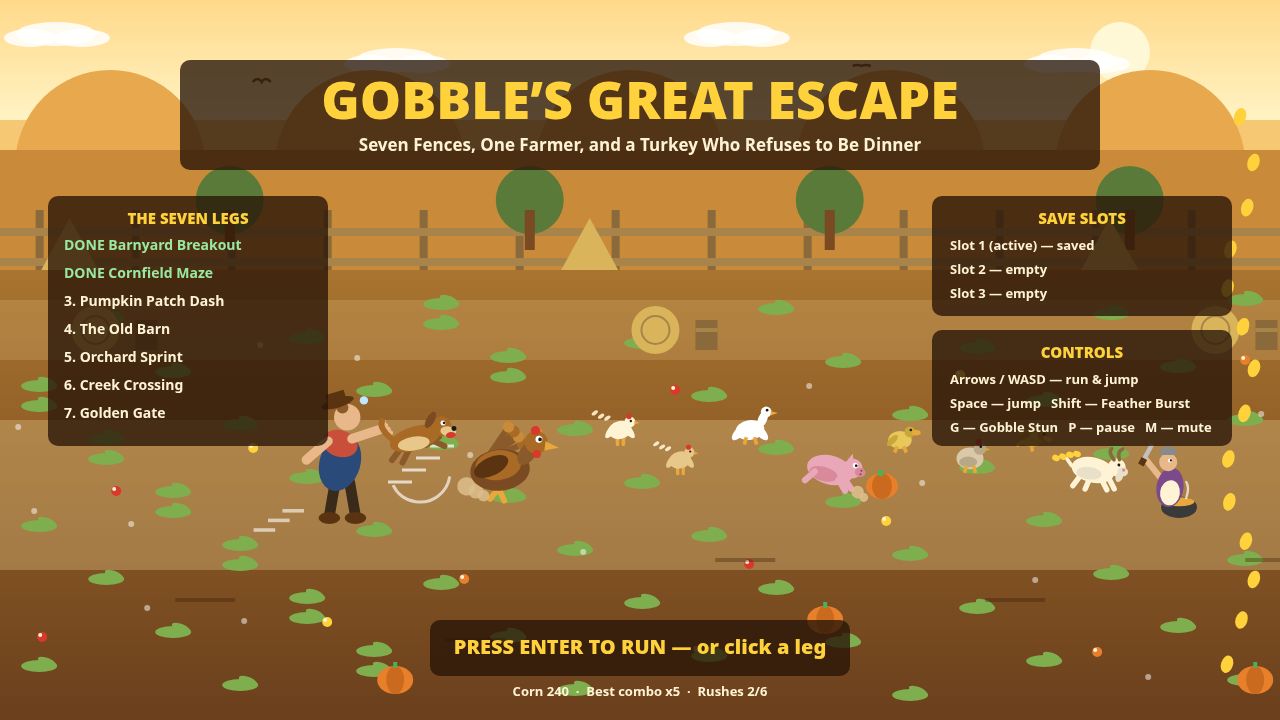 GOBBLE’S GREAT ESCAPE
Seven Fences, One Farmer, and a Turkey Who Refuses to Be Dinner
THE SEVEN LEGS
DONE Barnyard Breakout
DONE Cornfield Maze
3. Pumpkin Patch Dash
4. The Old Barn
5. Orchard Sprint
6. Creek Crossing
7. Golden Gate
SAVE SLOTS
Slot 1 (active) — saved
Slot 2 — empty
Slot 3 — empty
CONTROLS
Arrows / WASD — run & jump
Space — jump Shift — Feather Burst
G — Gobble Stun P — pause M — mute
PRESS ENTER TO RUN — or click a leg
Corn 240 · Best combo x5 · Rushes 2/6